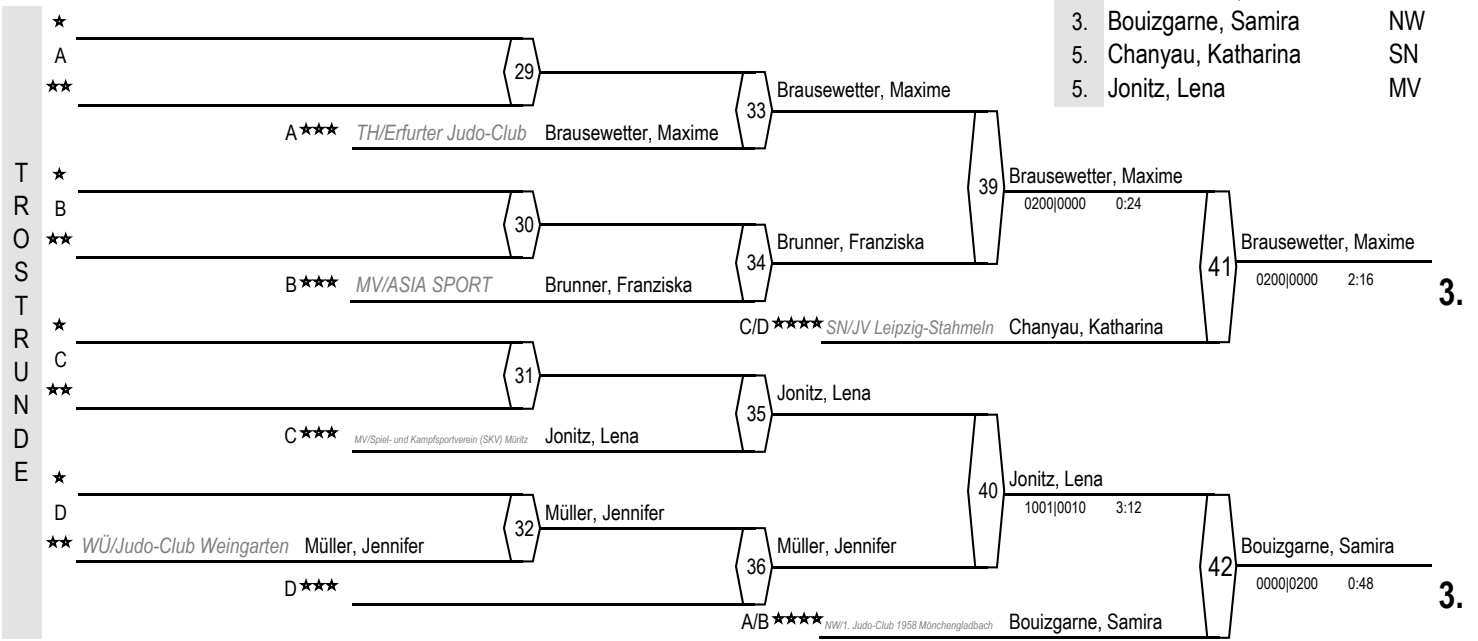 3. Bouizgarne, Samira NW
5. Chanyau, Katharina SN
5. Jonitz, Lena MV
TROSTRUNDE
A
29
Brausewetter, Maxime
33
A TH/Erfurter Judo-Club Brausewetter, Maxime
39
Brausewetter, Maxime
0200|0000 0:24
B
30
Brunner, Franziska
34
B MV/ASIA SPORT Brunner, Franziska
41
Brausewetter, Maxime
0200|0000 2:16
3.
C/D SN/JV Leipzig-Stahmeln Chanyau, Katharina
C
31
Jonitz, Lena
35
C MV/Spiel- und Kampfsportverein (SKV) Müritz Jonitz, Lena
40
Jonitz, Lena
1001|0010 3:12
D
32
Müller, Jennifer
WÜ/Judo-Club Weingarten Müller, Jennifer
Müller, Jennifer
36
D
42
Bouizgarne, Samira
0000|0200 0:48
3.
A/B NW/1. Judo-Club 1958 Mönchengladbach Bouizgarne, Samira